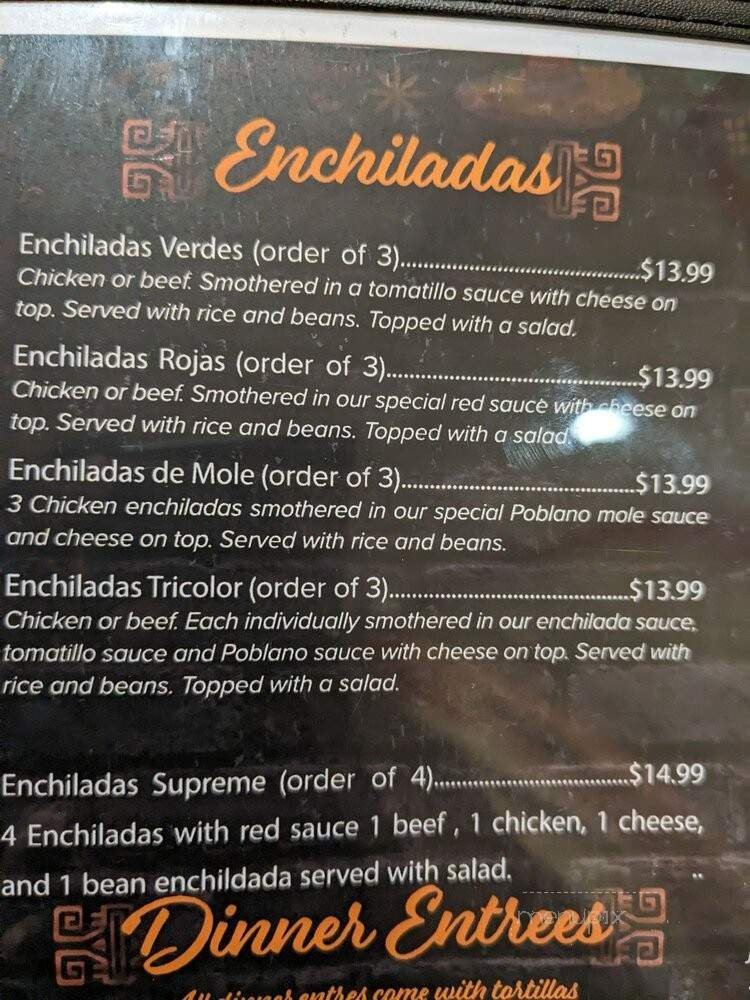 Enchiladas
Enchiladas Verdes (order of 3)..........................................$13.99
Chicken or beef. Smothered in a tomatillo sauce with cheese on
top. Served with rice and beans. Topped with a salad.
Enchiladas Rojas (order of 3)............................................$13.99
Chicken or beef. Smothered in our special red sauce with cheese on
top. Served with rice and beans. Topped with a salad.
Enchiladas de Mole (order of 3)........................................$13.99
3 Chicken enchiladas smothered in our special Poblano mole sauce
and cheese on top. Served with rice and beans.
Enchiladas Tricolor (order of 3).........................................$13.99
Chicken or beef. Each individually smothered in our enchilada sauce,
tomatillo sauce and Poblano sauce with cheese on top. Served with
rice and beans. Topped with a salad.
Enchiladas Supreme (order of 4)..................................$14.99
4 Enchiladas with red sauce 1 beef , 1 chicken, 1 cheese,
and 1 bean enchildada served with salad. ..
menupix
Dinner Entrees
All dinner entres come with tortillas